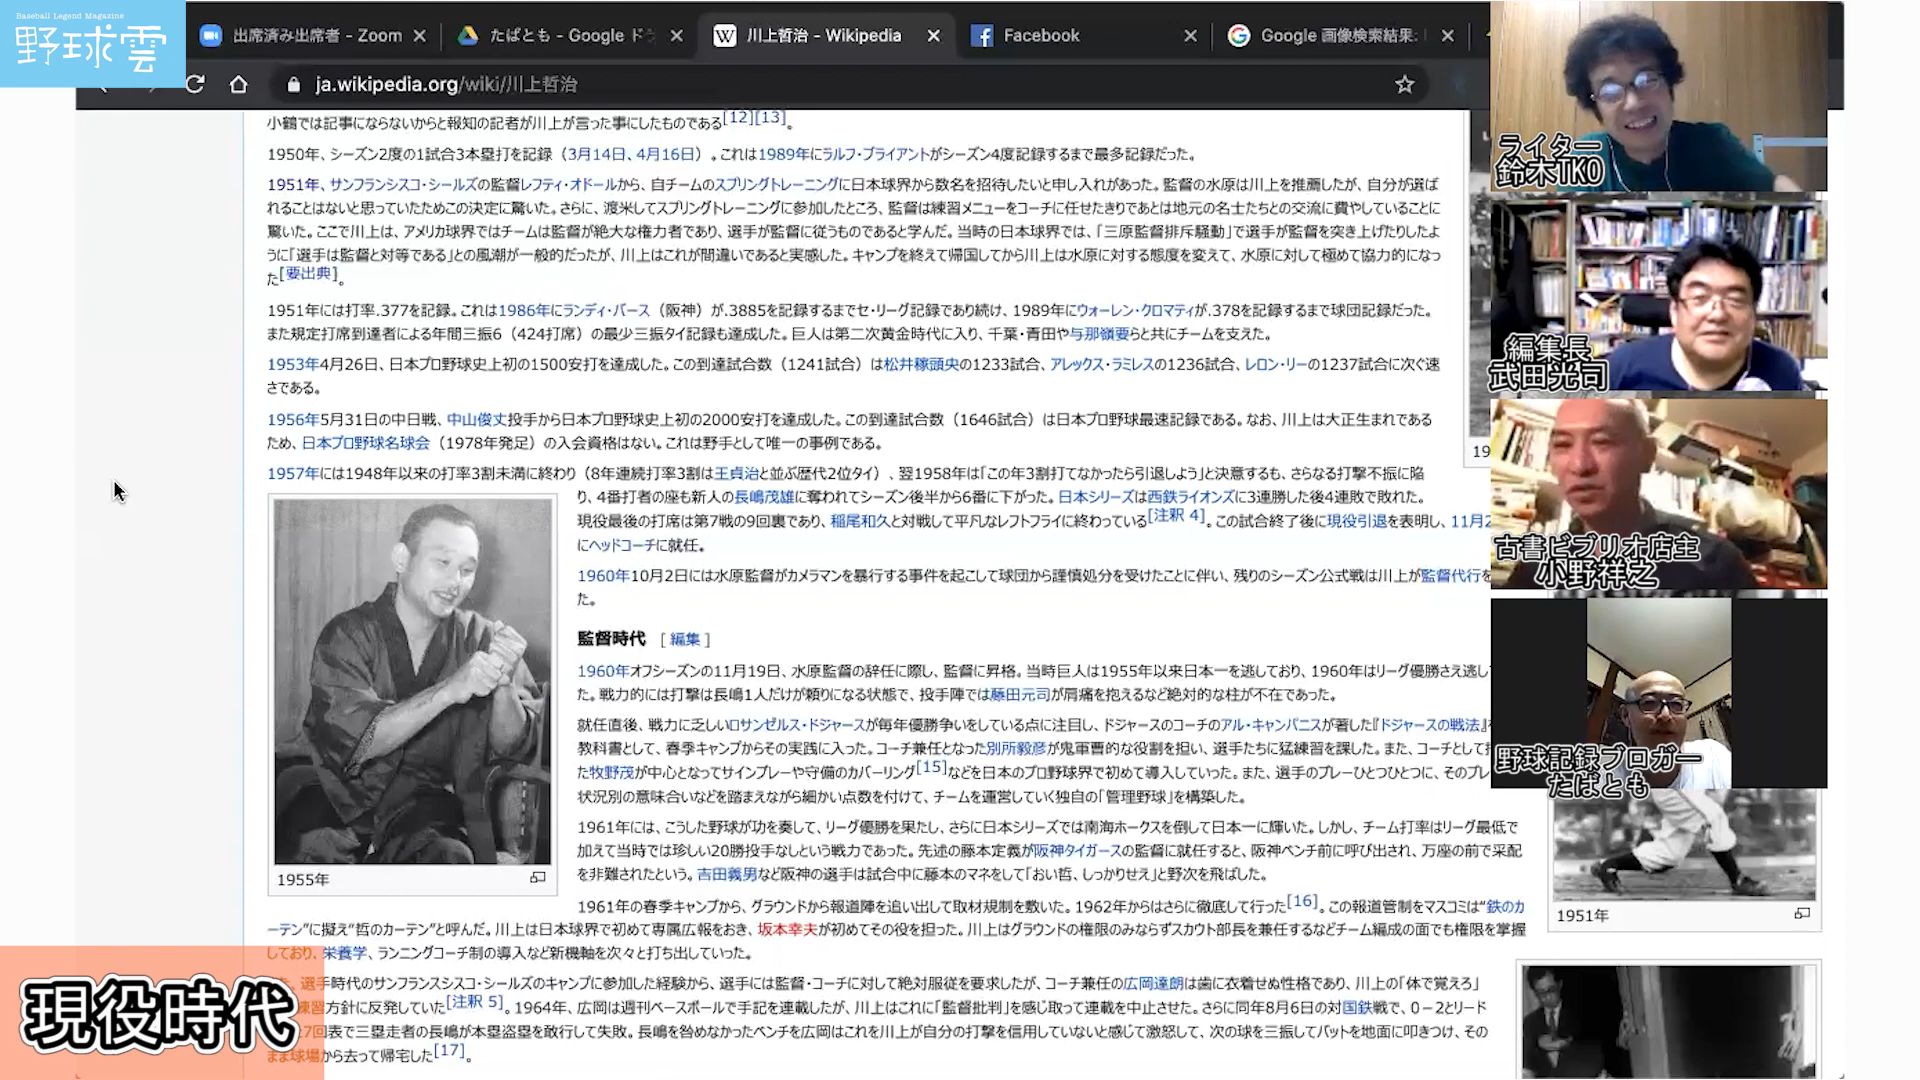 Baseball Legend Magazine
野球雲
出席済み出席者 - Zoom
たばとも - Google ド
川上哲治 - Wikipedia
Facebook
Google 画像検索結果:
ja.wikipedia.org/wiki/川上哲治
小鶴では記事にならないからと報知の記者が川上が言った事にしたものである[12][13]。
1950年、シーズン2度の1試合3本塁打を記録（3月14日、4月16日）。これは1989年にラルフ・ブライアントがシーズン4度記録するまで最多記録だった。
1951年、サンフランシスコ・シールズの監督レフティ・オドールから、自チームのスプリングトレーニングに日本球界から数名を招待したいと申し入れがあった。監督の水原は川上を推薦したが、自分が選ば
れることはないと思っていたためこの決定に驚いた。さらに、渡米してスプリングトレーニングに参加したところ、監督は練習メニューをコーチに任せたきりであとは地元の名士たちとの交流に費やしていることに
驚いた。ここで川上は、アメリカ球界ではチームは監督が絶大な権力者であり、選手が監督に従うものであると学んだ。当時の日本球界では、「三原監督排斥騒動」で選手が監督を突き上げたりしたよ
うに「選手は監督と対等である」との風潮が一般的だったが、川上はこれが間違いであると実感した。キャンプを終えて帰国してから川上は水原に対する態度を変えて、水原に対して極めて協力的になっ
た[要出典]。
1951年には打率.377を記録。これは1986年にランディ・バース（阪神）が.3885を記録するまでセ・リーグ記録であり続け、1989年にウォーレン・クロマティが.378を記録するまで球団記録だった。
また規定打席到達者による年間三振6（424打席）の最少三振タイ記録も達成した。巨人は第二次黄金時代に入り、千葉・青田や与那嶺要らと共にチームを支えた。
1953年4月26日、日本プロ野球史上初の1500安打を達成した。この到達試合数（1241試合）は松井稼頭央の1233試合、アレックス・ラミレスの1236試合、レロン・リーの1237試合に次ぐ速
さである。
1956年5月31日の中日戦、中山俊丈投手から日本プロ野球史上初の2000安打を達成した。この到達試合数（1646試合）は日本プロ野球最速記録である。なお、川上は大正生まれである
ため、日本プロ野球名球会（1978年発足）の入会資格はない。これは野手として唯一の事例である。
1957年には1948年以来の打率3割未満に終わり（8年連続打率3割は王貞治と並ぶ歴代2位タイ）、翌1958年は「この年3割打てなかったら引退しよう」と決意するも、さらなる打撃不振に陥
り、4番打者の座も新人の長嶋茂雄に奪われてシーズン後半から6番に下がった。日本シリーズは西鉄ライオンズに3連勝した後4連敗で敗れた。
現役最後の打席は第7戦の9回裏であり、稲尾和久と対戦して平凡なレフトフライに終わっている[注釈 4]。この試合終了後に現役引退を表明し、11月2
にヘッドコーチに就任。
1960年10月2日には水原監督がカメラマンを暴行する事件を起こして球団から謹慎処分を受けたことに伴い、残りのシーズン公式戦は川上が監督代行を
た。
監督時代 [編集]
1960年オフシーズンの11月19日、水原監督の辞任に際し、監督に昇格。当時巨人は1955年以来日本一を逃しており、1960年はリーグ優勝さえ逃し
た。戦力的には打撃は長嶋1人だけが頼りになる状態で、投手陣では藤田元司が肩痛を抱えるなど絶対的な柱が不在であった。
就任直後、戦力に乏しいロサンゼルス・ドジャースが毎年優勝争いをしている点に注目し、ドジャースのコーチのアル・キャンパニスが著した『ドジャースの戦法』を
教科書として、春季キャンプからその実践に入った。コーチ兼任となった別所毅彦が鬼軍曹的な役割を担い、選手たちに猛練習を課した。また、コーチとして
た牧野茂が中心となってサインプレーや守備のカバーリング[15]などを日本のプロ野球界で初めて導入していった。また、選手のプレーひとつひとつに、そのプレ
状況別の意味合いなどを踏まえながら細かい点数を付けて、チームを運営していく独自の「管理野球」を構築した。
1961年には、こうした野球が功を奏して、リーグ優勝を果たし、さらに日本シリーズでは南海ホークスを倒して日本一に輝いた。しかし、チーム打率はリーグ最低で
加えて当時では珍しい20勝投手なしという戦力であった。先述の藤本定義が阪神タイガースの監督に就任すると、阪神ベンチ前に呼び出され、万座の前で采配
を非難されたという。吉田義男など阪神の選手は試合中に藤本のマネをして「おい哲、しっかりせえ」と野次を飛ばした。
1961年の春季キャンプから、グラウンドから報道陣を追い出して取材規制を敷いた。1962年からはさらに徹底して行った[16]。この報道管制をマスコミは“鉄のカ
ーテン”に擬え“哲のカーテン”と呼んだ。川上は日本球界で初めて専属広報をおき、坂本幸夫が初めてその役を担った。川上はグラウンドの権限のみならずスカウト部長を兼任するなどチーム編成の面でも権限を掌握
しており、栄養学、ランニングコーチ制の導入など新機軸を次々と打ち出していった。
選手時代のサンフランシスコ・シールズのキャンプに参加した経験から、選手には監督・コーチに対して絶対服従を要求したが、コーチ兼任の広岡達朗は歯に衣着せぬ性格であり、川上の「体で覚えろ」
練習方針に反発していた[注釈 5]。1964年、広岡は週刊ベースボールで手記を連載したが、川上はこれに「監督批判」を感じ取って連載を中止させた。さらに同年8月6日の対国鉄戦で、0－2とリード
7回表で三塁走者の長嶋が本塁盗塁を敢行して失敗。長嶋を咎めなかったベンチを広岡はこれを川上が自分の打撃を信用していないと感じて激怒して、次の球を三振してバットを地面に叩きつけ、その
まま球場から去って帰宅した[17]。
1955年
19
1951年
ライター
鈴木TKO
編集長
武田光司
古書ビブリオ店主
小野祥之
野球記録ブロガー
たばとも
現役時代